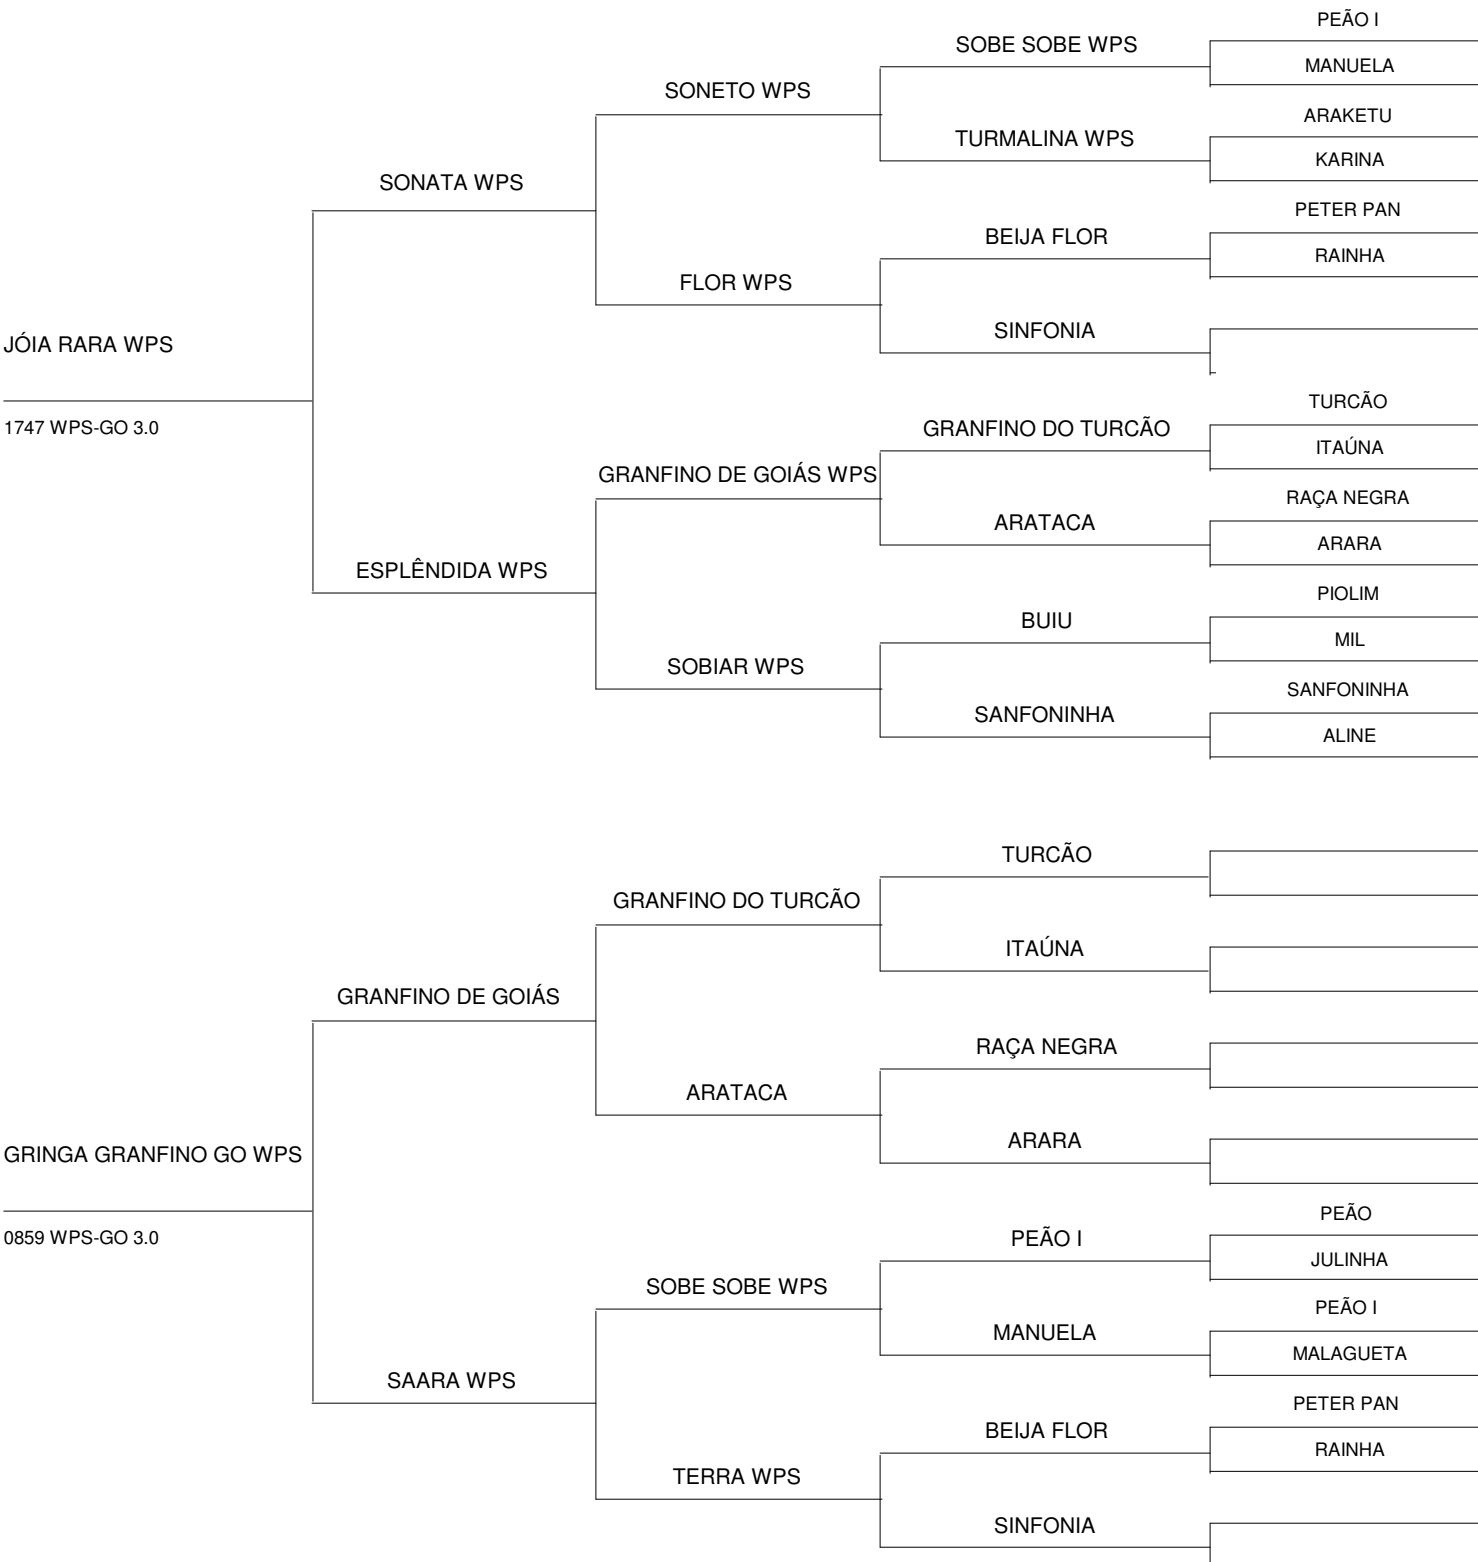 PEÃO I
SOBE SOBE WPS
MANUELA
SONETO WPS
ARAKETU
TURMALINA WPS
KARINA
SONATA WPS
PETER PAN
BEIJA FLOR
RAINHA
FLOR WPS
SINFONIA
JÓIA RARA WPS
TURCÃO
1747 WPS-GO 3.0
GRANFINO DO TURCÃO
ITAÚNA
GRANFINO DE GOIÁS WPS
RAÇA NEGRA
ARATACA
ARARA
ESPLÊNDIDA WPS
PIOLIM
BUIU
MIL
SOBIAR WPS
SANFONINHA
SANFONINHA
ALINE
TURCÃO
GRANFINO DO TURCÃO
ITAÚNA
GRANFINO DE GOIÁS
RAÇA NEGRA
ARATACA
ARARA
GRINGA GRANFINO GO WPS
PEÃO
0859 WPS-GO 3.0
PEÃO I
JULINHA
SOBE SOBE WPS
PEÃO I
MANUELA
MALAGUETA
SAARA WPS
PETER PAN
BEIJA FLOR
RAINHA
TERRA WPS
SINFONIA